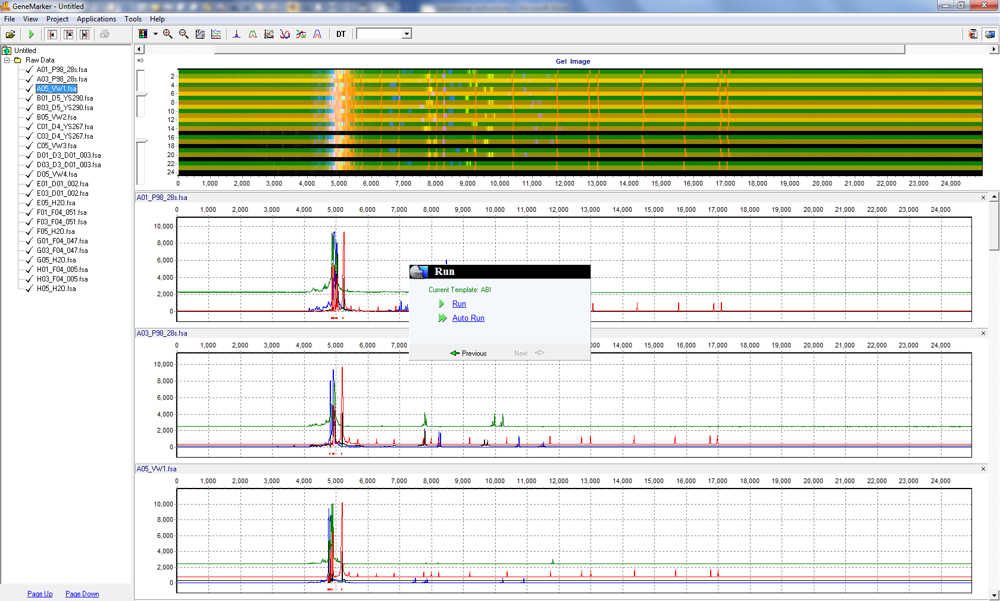 GeneMarker - Untitled
File View Project Applications Tools Help
DT
Untitled
Raw Data
A01_P98_28s.fsa
A03_P98_28s.fsa
A05_VW1.fsa
B01_D5_YS290.fsa
B03_D5_YS290.fsa
B05_VW2.fsa
C01_D4_YS267.fsa
C03_D4_YS267.fsa
C05_VW3.fsa
D01_D3_D01_003.fsa
D03_D3_D01_003.fsa
D05_VW4.fsa
E01_D01_002.fsa
E03_D01_002.fsa
E05_H2O.fsa
F01_F04_051.fsa
F03_F04_051.fsa
F05_H2O.fsa
G01_F04_047.fsa
G03_F04_047.fsa
G05_H2O.fsa
H01_F04_005.fsa
H03_F04_005.fsa
H05_H2O.fsa
Page Up Page Down
=>
Gel Image
2
4
6
8
10
12
14
16
18
20
22
24
0 1,000 2,000 3,000 4,000 5,000 6,000 7,000 8,000 9,000 10,000 11,000 12,000 13,000 14,000 15,000 16,000 17,000 18,000 19,000 20,000 21,000 22,000 23,000 24,000
A01_P98_28s.fsa
0 1,000 2,000 3,000 4,000 5,000 6,000 7,000 8,000 9,000 10,000 11,000 12,000 13,000 14,000 15,000 16,000 17,000 18,000 19,000 20,000 21,000 22,000 23,000 24,000
10,000
8,000
6,000
4,000
2,000
0
Run
Current Template: ABI
Run
Auto Run
Previous Next
A03_P98_28s.fsa
0 1,000 2,000 3,000 4,000 5,000 6,000 7,000 13,000 14,000 15,000 16,000 17,000 18,000 19,000 20,000 21,000 22,000 23,000 24,000
10,000
8,000
6,000
4,000
2,000
0
A05_VW1.fsa
0 1,000 2,000 3,000 4,000 5,000 6,000 7,000 8,000 9,000 10,000 11,000 12,000 13,000 14,000 15,000 16,000 17,000 18,000 19,000 20,000 21,000 22,000 23,000 24,000
10,000
8,000
6,000
4,000
2,000
0